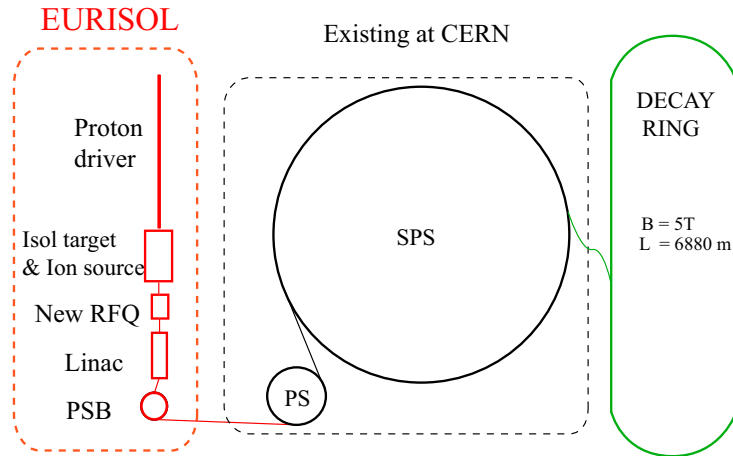 EURISOL
Existing at CERN
Proton
driver
Isol target
& Ion source
New RFQ
Linac
PSB
PS
SPS
DECAY
RING
B = 5T
L = 6880 m